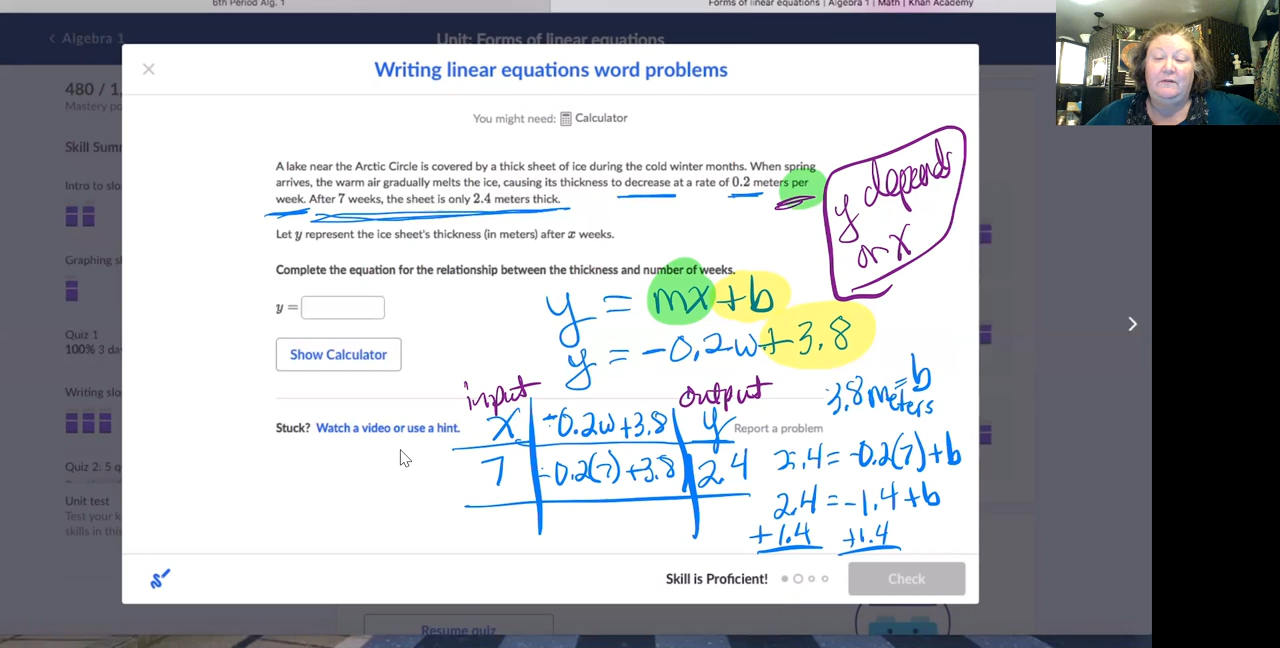 6th Period Alg. 1
Forms of linear equations | Algebra 1 | Math | Khan Academy
< Algebra 1
Unit: Forms of linear equations
480 / 1,
Mastery po
Skill Summ
Intro to slo
Graphing sl
Quiz 1
100% 3 da
Writing slo
Quiz 2: 5 q
Unit test
Test your k
skills in this
Writing linear equations word problems
You might need: Calculator
A lake near the Arctic Circle is covered by a thick sheet of ice during the cold winter months. When spring
arrives, the warm air gradually melts the ice, causing its thickness to decrease at a rate of 0.2 meters per
week. After 7 weeks, the sheet is only 2.4 meters thick.
Let y represent the ice sheet's thickness (in meters) after x weeks.
Complete the equation for the relationship between the thickness and number of weeks.
y =
Show Calculator
Stuck? Watch a video or use a hint.
Report a problem
y depends
on x
y = mx + b
y = -0.2w + 3.8
input
output
x
-0.2w+3.8
y
7
-0.2(7)+3.8
2.4
= b
3.8 meters
2.4 = -0.2(7)+b
2.4 = -1.4+b
+1.4 +1.4
Skill is Proficient!
Check
Resume quiz